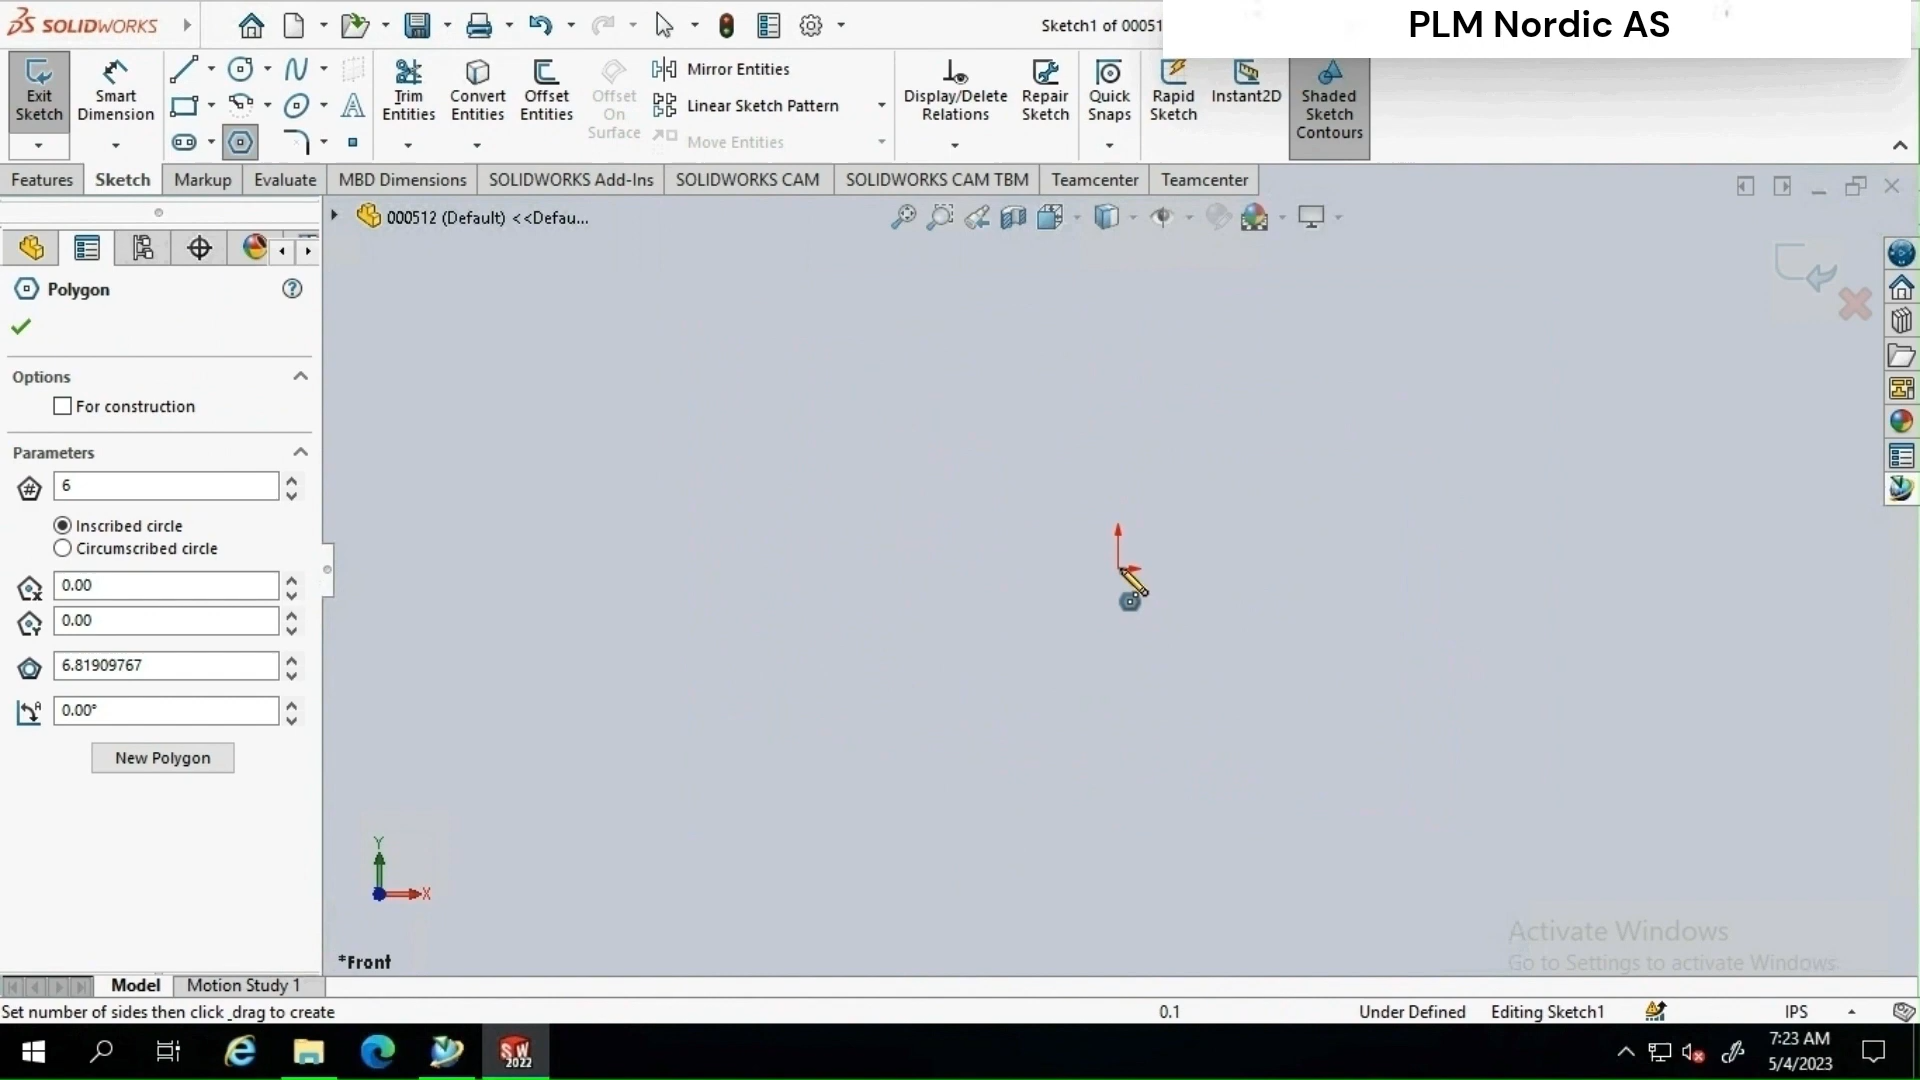 SOLIDWORKS
Sketch1 of 00051
PLM Nordic AS
Exit Sketch
Smart Dimension
Trim Entities
Convert Entities
Offset Entities
Offset On Surface
Mirror Entities
Linear Sketch Pattern
Move Entities
Display/Delete Relations
Repair Sketch
Quick Snaps
Rapid Sketch
Instant2D
Shaded Sketch Contours
Features
Sketch
Markup
Evaluate
MBD Dimensions
SOLIDWORKS Add-Ins
SOLIDWORKS CAM
SOLIDWORKS CAM TBM
Teamcenter
Teamcenter
000512 (Default) <<Defau...
Polygon
Options
For construction
Parameters
6
Inscribed circle
Circumscribed circle
0.00
0.00
6.81909767
0.00°
New Polygon
Y
X
*Front
Activate Windows
Go to Settings to activate Windows
Model
Motion Study 1
Set number of sides then click _drag to create
0.1
Under Defined
Editing Sketch1
IPS
SW 2022
7:23 AM
5/4/2023